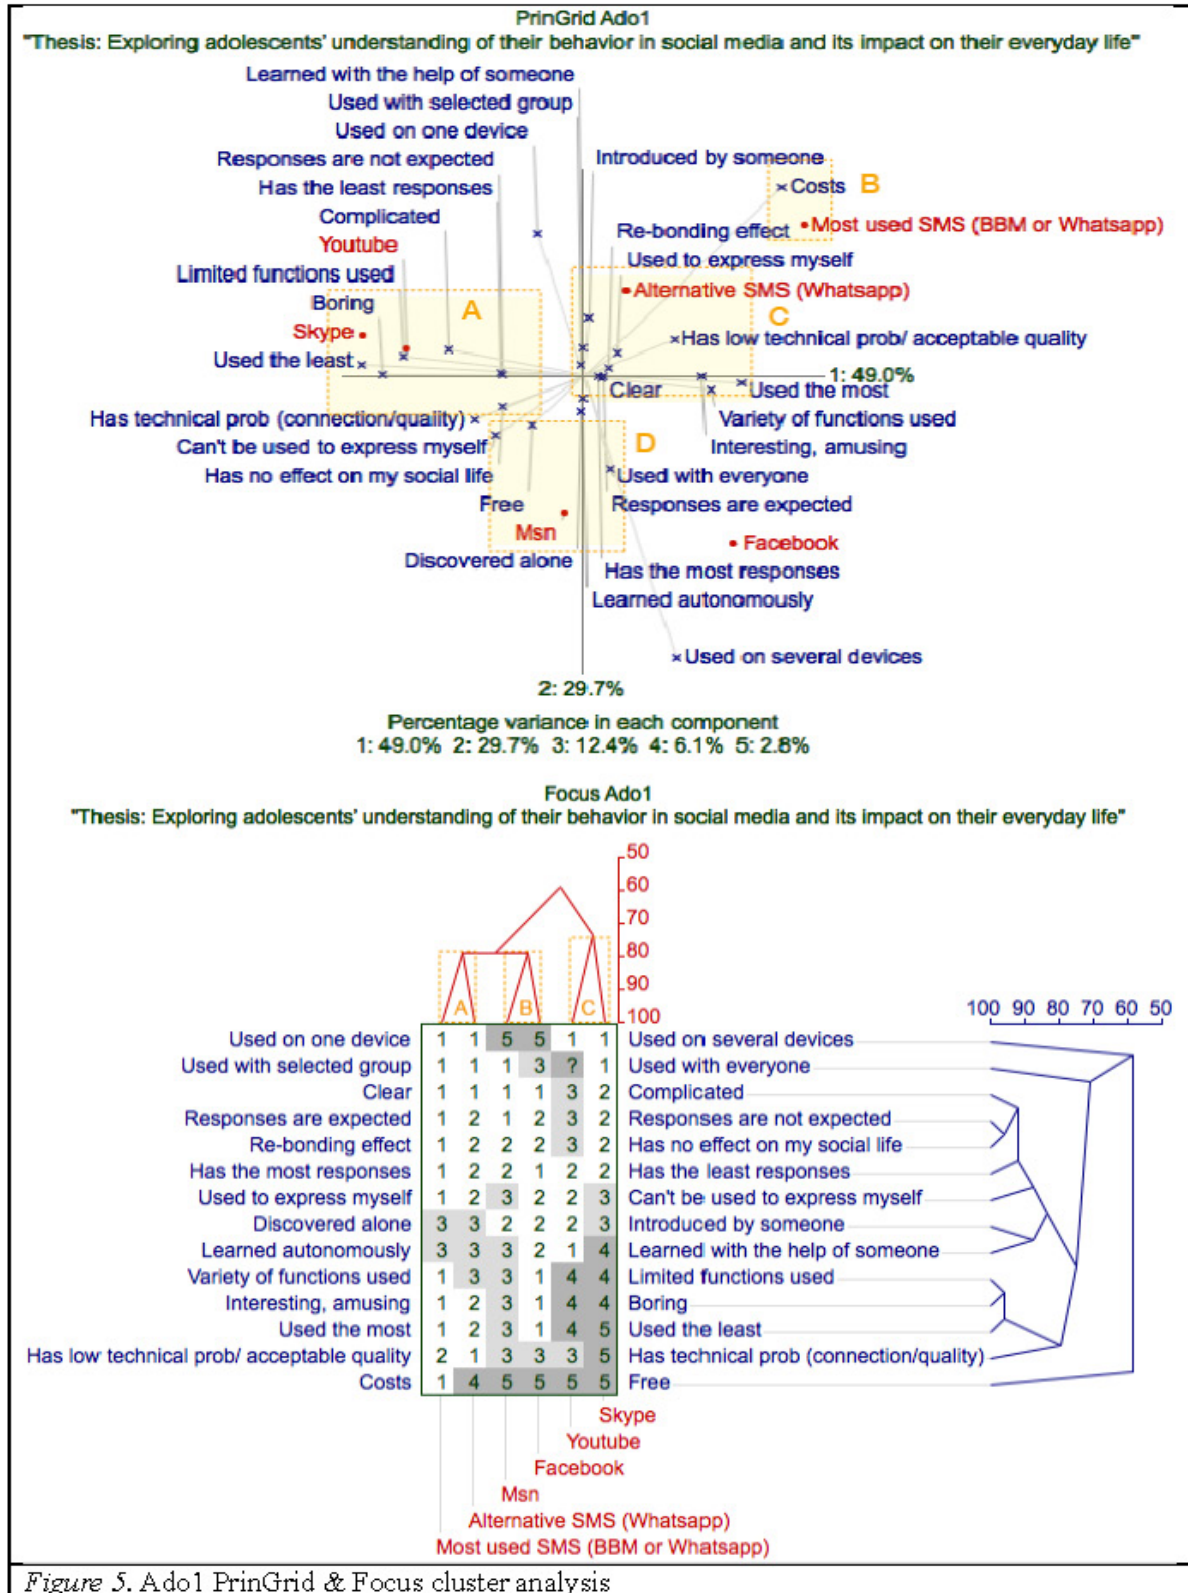 PrinGrid Ado1
"Thesis: Exploring adolescents' understanding of their behavior in social media and its impact on their everyday life"
Learned with the help of someone
Used with selected group
Used on one device
Responses are not expected
Introduced by someone
Has the least responses
Costs
B
Complicated
Most used SMS (BBM or Whatsapp)
Re-bonding effect
Youtube
Used to express myself
Limited functions used
Alternative SMS (Whatsapp)
Boring
A
C
Skype
Has low technical prob/ acceptable quality
Used the least
1: 49.0%
Clear
Used the most
Has technical prob (connection/quality)
Variety of functions used
Can't be used to express myself
D
Interesting, amusing
Has no effect on my social life
Used with everyone
Free
Responses are expected
Msn
Facebook
Discovered alone
Has the most responses
Learned autonomously
Used on several devices
2: 29.7%
Percentage variance in each component
1: 49.0% 2: 29.7% 3: 12.4% 4: 6.1% 5: 2.8%
Focus Ado1
"Thesis: Exploring adolescents' understanding of their behavior in social media and its impact on their everyday life"
50
60
70
80
90
100
A B C
100 90 80 70 60 50
Used on one device 1 1 5 5 1 1 Used on several devices
Used with selected group 1 1 1 3 ? 1 Used with everyone
Clear 1 1 1 1 3 2 Complicated
Responses are expected 1 2 1 2 3 2 Responses are not expected
Re-bonding effect 1 2 2 2 3 2 Has no effect on my social life
Has the most responses 1 2 2 1 2 2 Has the least responses
Used to express myself 1 2 3 2 2 3 Can't be used to express myself
Discovered alone 3 3 2 2 2 3 Introduced by someone
Learned autonomously 3 3 3 2 1 4 Learned with the help of someone
Variety of functions used 1 3 3 1 4 4 Limited functions used
Interesting, amusing 1 2 3 1 4 4 Boring
Used the most 1 2 3 1 4 5 Used the least
Has low technical prob/ acceptable quality 2 1 3 3 3 5 Has technical prob (connection/quality)
Costs 1 4 5 5 5 5 Free
Skype
Youtube
Facebook
Msn
Alternative SMS (Whatsapp)
Most used SMS (BBM or Whatsapp)
Figure 5. Ado1 PrinGrid & Focus cluster analysis